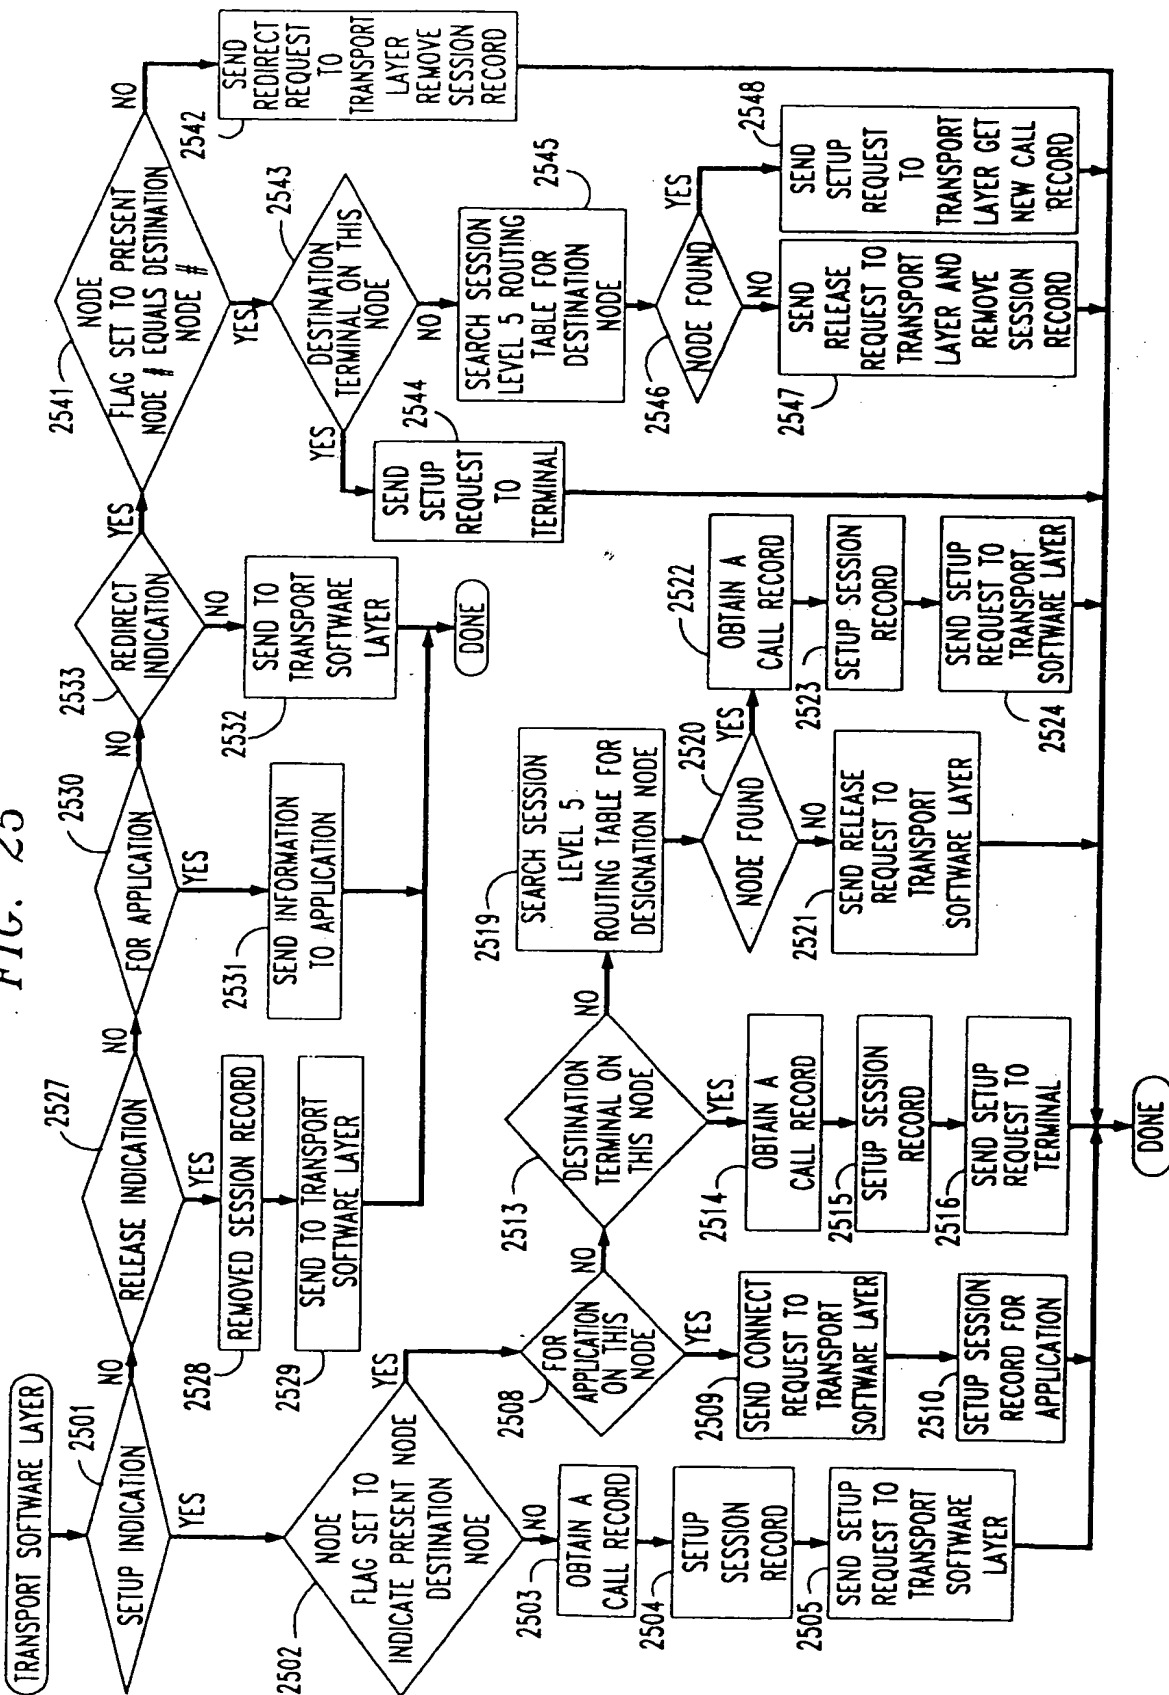 FIG. 25
TRANSPORT SOFTWARE LAYER
SETUP INDICATION
2501
NO
YES
RELEASE INDICATION
2527
NO
YES
FOR APPLICATION
2530
NO
YES
REDIRECT
INDICATION
2533
YES
NO
NODE
FLAG SET TO PRESENT
NODE # EQUALS DESTINATION
NODE #
2541
NO
YES
SEND
REDIRECT
REQUEST
TO
TRANSPORT
LAYER REMOVE
SESSION
RECORD
2542
2528
REMOVED SESSION RECORD
2529
SEND TO TRANSPORT
SOFTWARE LAYER
2531
SEND INFORMATION
TO APPLICATION
2532
SEND TO
TRANSPORT
SOFTWARE
LAYER
DONE
DESTINATION
TERMINAL ON THIS
NODE
2543
YES
NO
2544
SEND
SETUP
REQUEST
TO
TERMINAL
2545
SEARCH SESSION
LEVEL 5 ROUTING
TABLE FOR
DESTINATION
NODE
NODE FOUND
2546
YES
NO
2547
SEND
RELEASE
REQUEST TO
TRANSPORT
LAYER AND
REMOVE
SESSION
RECORD
2548
SEND
SETUP
REQUEST
TO
TRANSPORT
LAYER GET
NEW CALL
RECORD
2502
NODE
FLAG SET TO
INDICATE PRESENT NODE
DESTINATION
NODE
YES
NO
2503
OBTAIN A
CALL RECORD
2504
SETUP
SESSION
RECORD
2505
SEND SETUP
REQUEST TO
TRANSPORT
SOFTWARE
LAYER
2508
FOR
APPLICATION
ON THIS
NODE
NO
YES
2509
SEND CONNECT
REQUEST TO
TRANSPORT
SOFTWARE LAYER
2510
SETUP SESSION
RECORD FOR
APPLICATION
2513
DESTINATION
TERMINAL ON
THIS NODE
NO
YES
2514
OBTAIN A
CALL RECORD
2515
SETUP SESSION
RECORD
2516
SEND SETUP
REQUEST TO
TERMINAL
2519
SEARCH SESSION
LEVEL 5
ROUTING TABLE FOR
DESIGNATION NODE
NODE FOUND
2520
YES
NO
2521
SEND RELEASE
REQUEST TO
TRANSPORT
SOFTWARE LAYER
2522
OBTAIN A
CALL RECORD
2523
SETUP SESSION
RECORD
2524
SEND SETUP
REQUEST TO
TRANSPORT
SOFTWARE LAYER
DONE